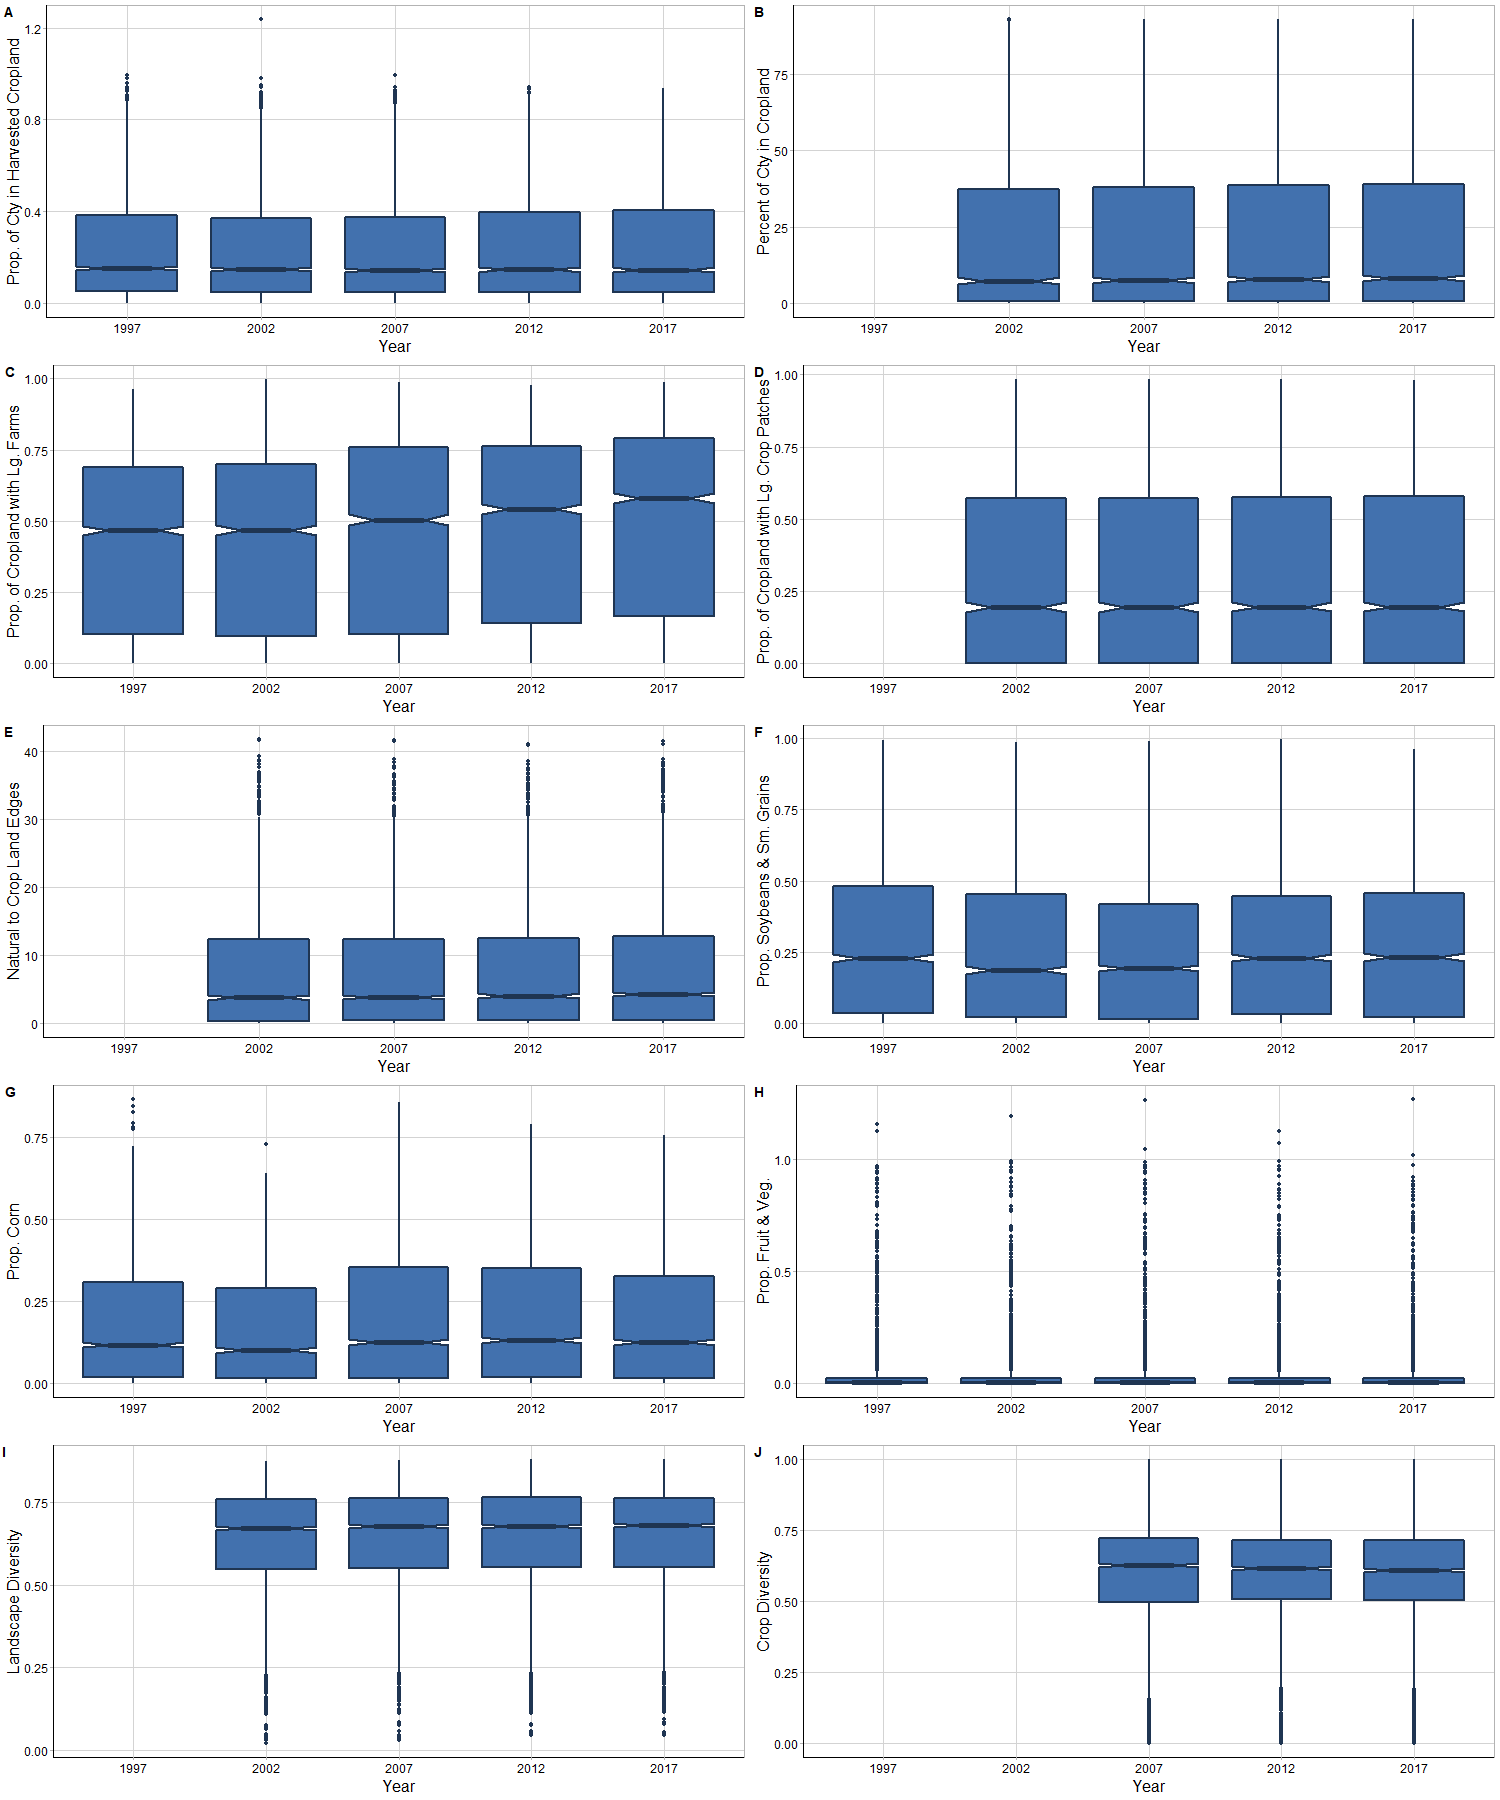 A
Prop. of Cty in Harvested Cropland
1.2
0.8
0.4
0.0
1997 2002 2007 2012 2017
Year
B
Percent of Cty in Cropland
75
50
25
0
1997 2002 2007 2012 2017
Year
C
Prop. of Cropland with Lg. Farms
1.00
0.75
0.50
0.25
0.00
1997 2002 2007 2012 2017
Year
D
Prop. of Cropland with Lg. Crop Patches
1.00
0.75
0.50
0.25
0.00
1997 2002 2007 2012 2017
Year
E
Natural to Crop Land Edges
40
30
20
10
0
1997 2002 2007 2012 2017
Year
F
Prop. Soybeans & Sm. Grains
1.00
0.75
0.50
0.25
0.00
1997 2002 2007 2012 2017
Year
G
Prop. Corn
0.75
0.50
0.25
0.00
1997 2002 2007 2012 2017
Year
H
Prop. Fruit & Veg.
1.0
0.5
0.0
1997 2002 2007 2012 2017
Year
I
Landscape Diversity
0.75
0.50
0.25
0.00
1997 2002 2007 2012 2017
Year
J
Crop Diversity
1.00
0.75
0.50
0.25
0.00
1997 2002 2007 2012 2017
Year